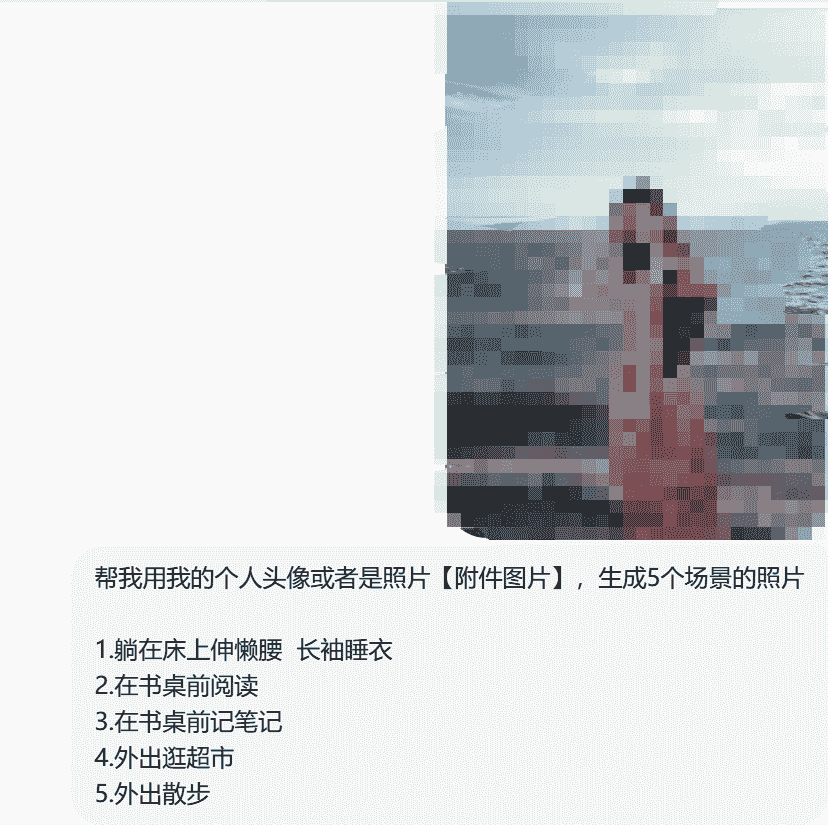 帮我用我的个人头像或者是照片【附件图片】，生成5个场景的照片
1.躺在床上伸懒腰 长袖睡衣
2.在书桌前阅读
3.在书桌前记笔记
4.外出逛超市
5.外出散步